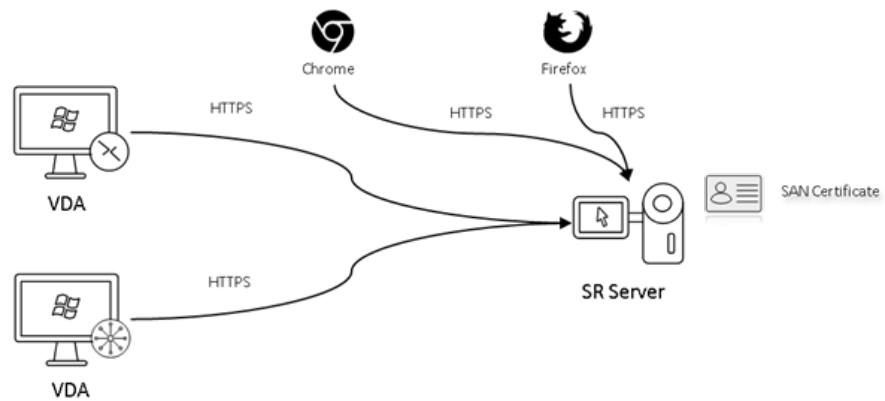 Chrome
Firefox
HTTPS
HTTPS
HTTPS
VDA
SAN Certificate
SR Server
HTTPS
VDA